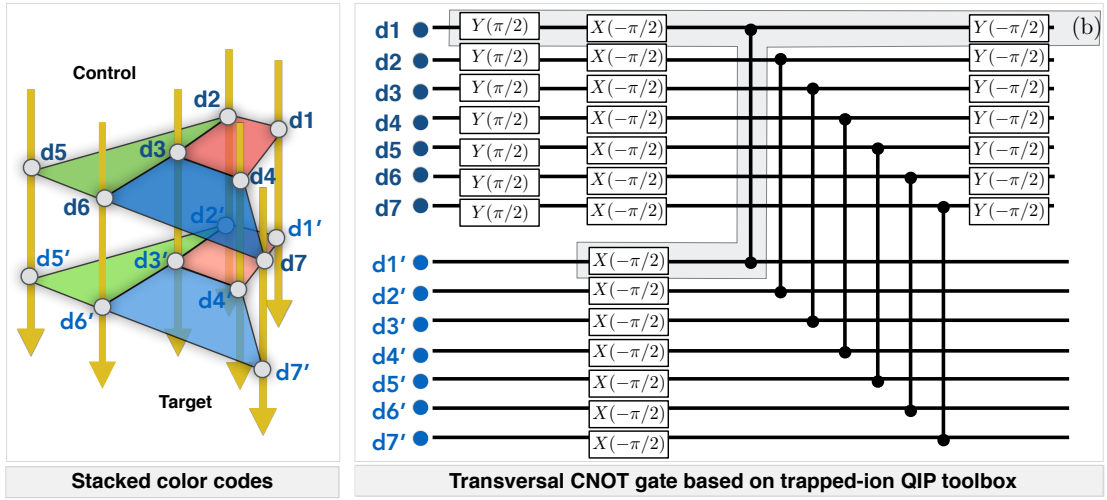 Control
d2
d1
d5
d3
d4
d6
d2′
d1′
d5′
d3′
d7
d4′
d6′
d7′
Target
Stacked color codes
(b)
d1 Y(π/2) X(−π/2) Y(−π/2)
d2 Y(π/2) X(−π/2) Y(−π/2)
d3 Y(π/2) X(−π/2) Y(−π/2)
d4 Y(π/2) X(−π/2) Y(−π/2)
d5 Y(π/2) X(−π/2) Y(−π/2)
d6 Y(π/2) X(−π/2) Y(−π/2)
d7 Y(π/2) X(−π/2) Y(−π/2)
d1′ X(−π/2)
d2′ X(−π/2)
d3′ X(−π/2)
d4′ X(−π/2)
d5′ X(−π/2)
d6′ X(−π/2)
d7′ X(−π/2)
Transversal CNOT gate based on trapped-ion QIP toolbox